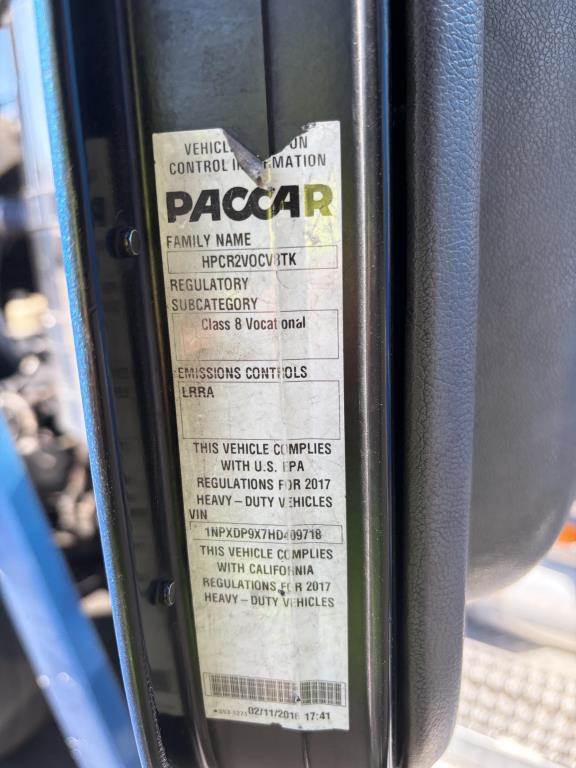 VEHICL
CONTROL INFORMATION
PACCAR
FAMILY NAME
HPCR2VOCV8TK
REGULATORY
SUBCATEGORY
Class 8 Vocational
EMISSIONS CONTROLS
LRRA
THIS VEHICLE COMPLIES
WITH U.S. EPA
REGULATIONS FOR 2017
HEAVY-DUTY VEHICLES
VIN
1NPXDP9X7HD409718
THIS VEHICLE COMPLIES
WITH CALIFORNIA
REGULATIONS FOR 2017
HEAVY-DUTY VEHICLES
02/11/2016 17:41